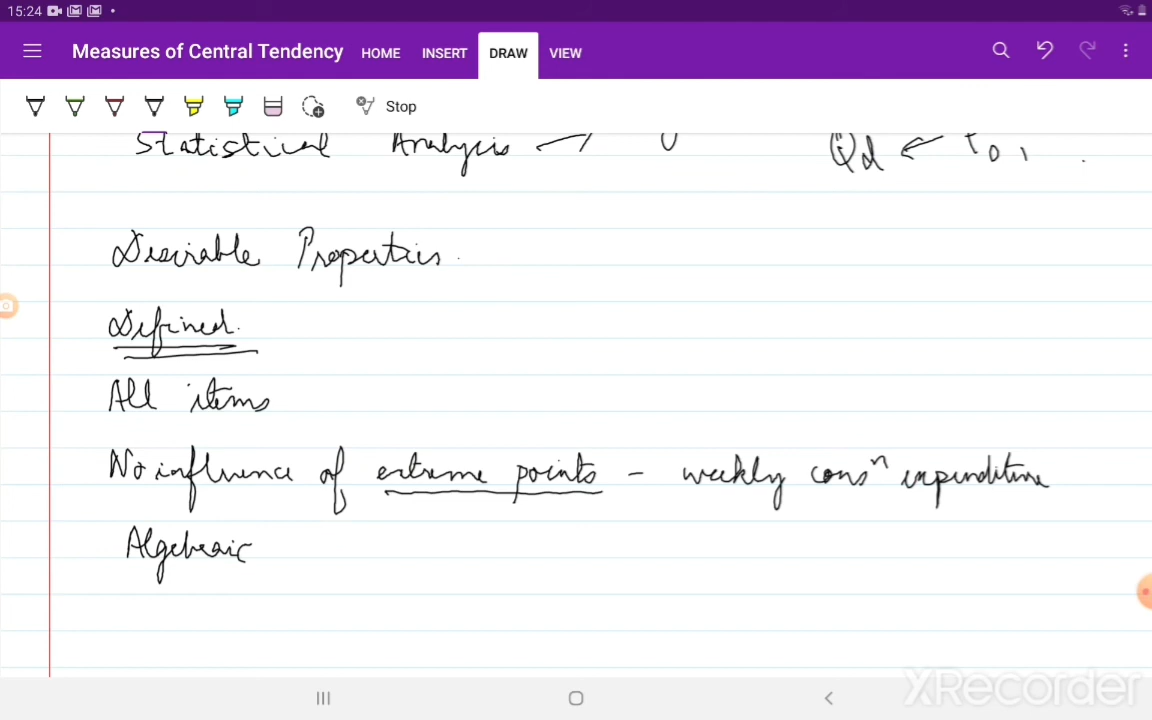 15:24
Measures of Central Tendency HOME INSERT DRAW VIEW
Stop
Statistical Analysis → Qd ←
Desirable Properties.
Defined.
All items
No influence of extreme points - weekly consⁿ expenditure
Algebraic
XRecorder